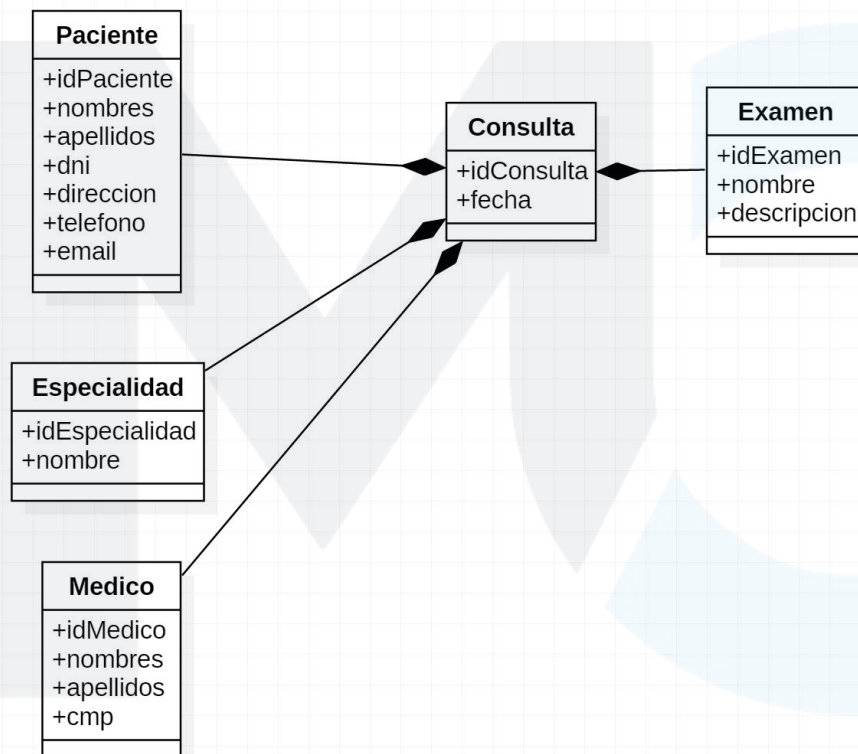 Paciente
+idPaciente
+nombres
+apellidos
+dni
+direccion
+telefono
+email
Consulta
+idConsulta
+fecha
Examen
+idExamen
+nombre
+descripcion
Especialidad
+idEspecialidad
+nombre
Medico
+idMedico
+nombres
+apellidos
+cmp